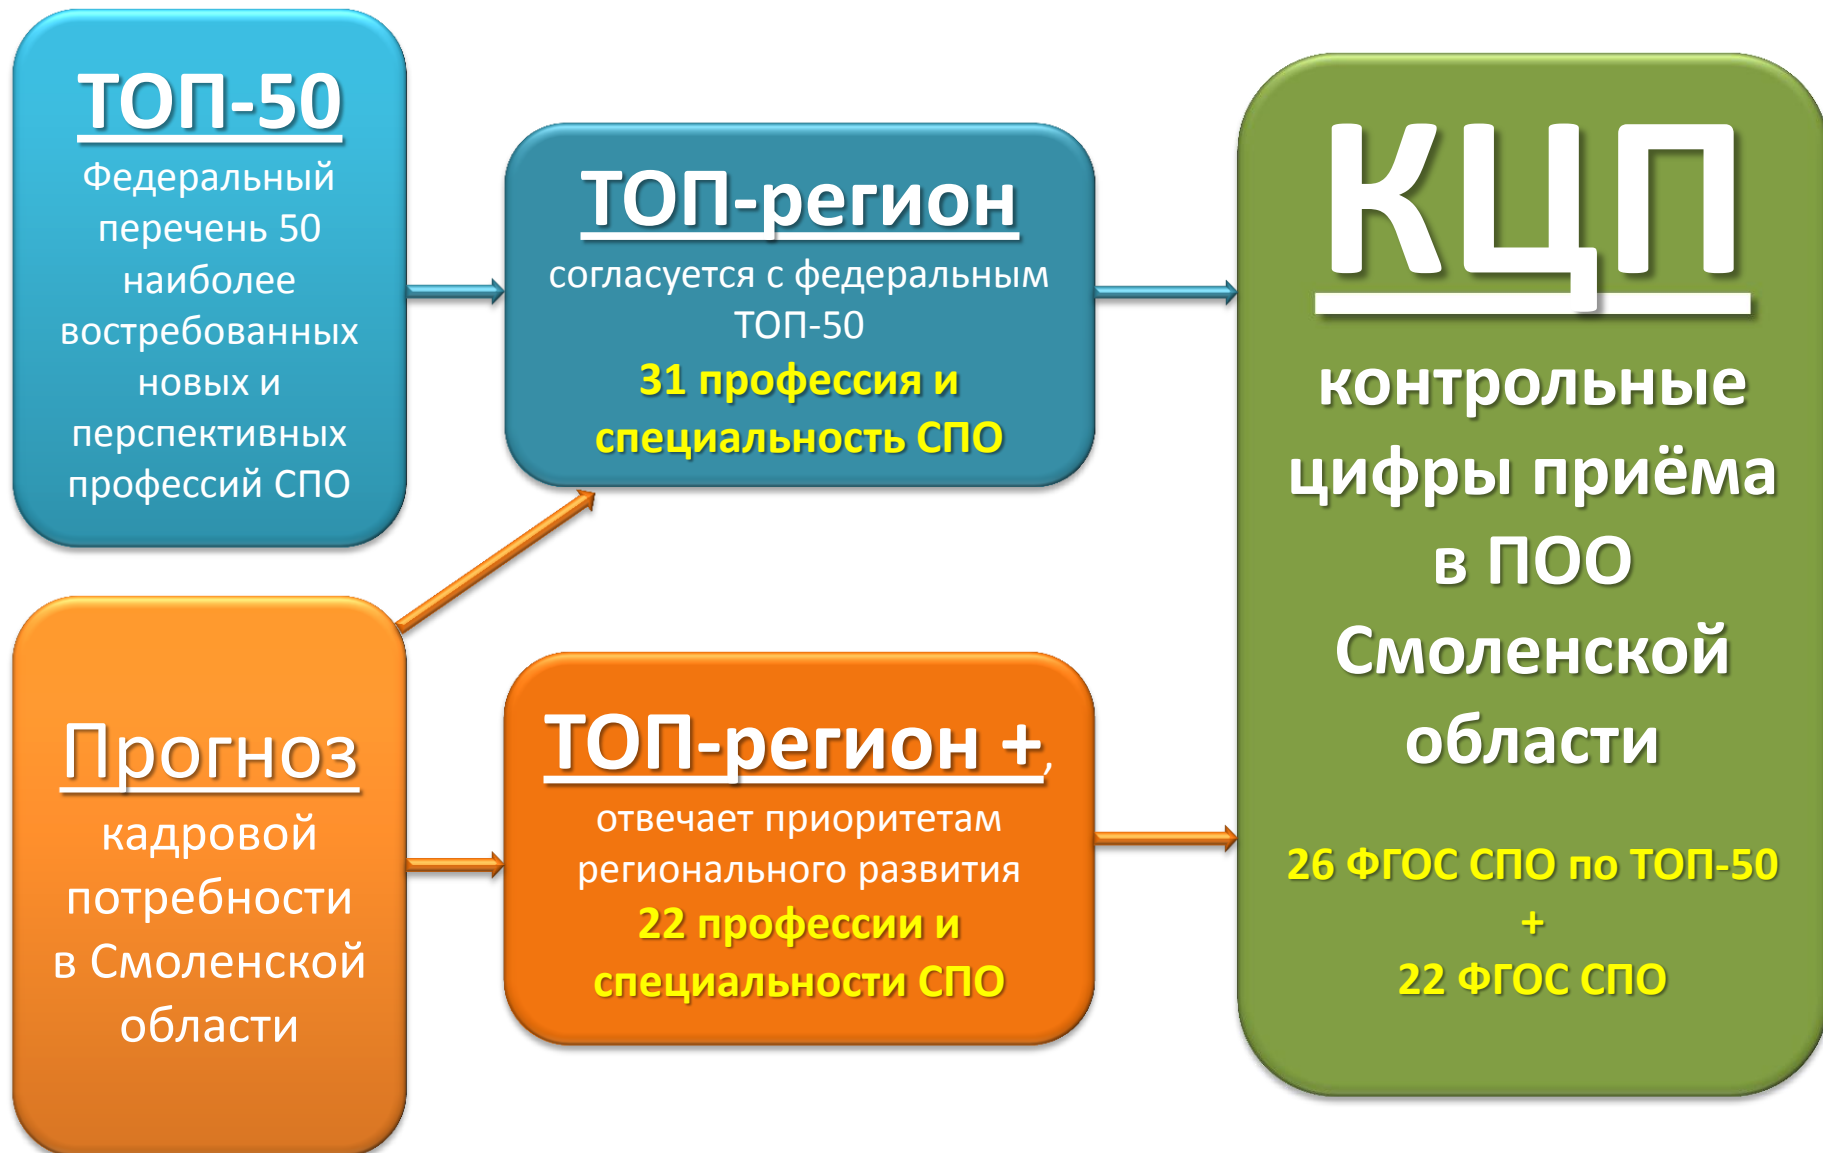 ТОП-50
Федеральный
перечень 50
наиболее
востребованных
новых и
перспективных
профессий СПО
ТОП-регион
согласуется с федеральным
ТОП-50
31 профессия и
специальность СПО
Прогноз
кадровой
потребности
в Смоленской
области
ТОП-регион +,
отвечает приоритетам
регионального развития
22 профессии и
специальности СПО
КЦП
контрольные
цифры приёма
в ПОО
Смоленской
области
26 ФГОС СПО по ТОП-50
+
22 ФГОС СПО